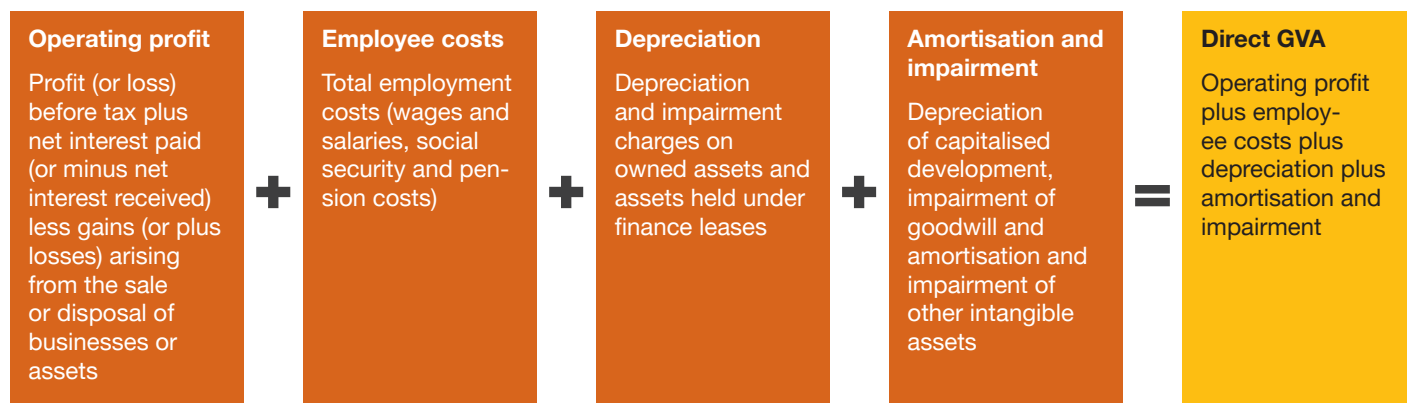 Operating profit
Profit (or loss)
before tax plus
net interest paid
(or minus net
interest received)
less gains (or plus
losses) arising
from the sale
or disposal of
businesses or
assets
+
Employee costs
Total employment
costs (wages and
salaries, social
security and pen-
sion costs)
+
Depreciation
Depreciation
and impairment
charges on
owned assets and
assets held under
finance leases
+
Amortisation and
impairment
Depreciation
of capitalised
development,
impairment of
goodwill and
amortisation and
impairment of
other intangible
assets
=
Direct GVA
Operating profit
plus employ-
ee costs plus
depreciation plus
amortisation and
impairment